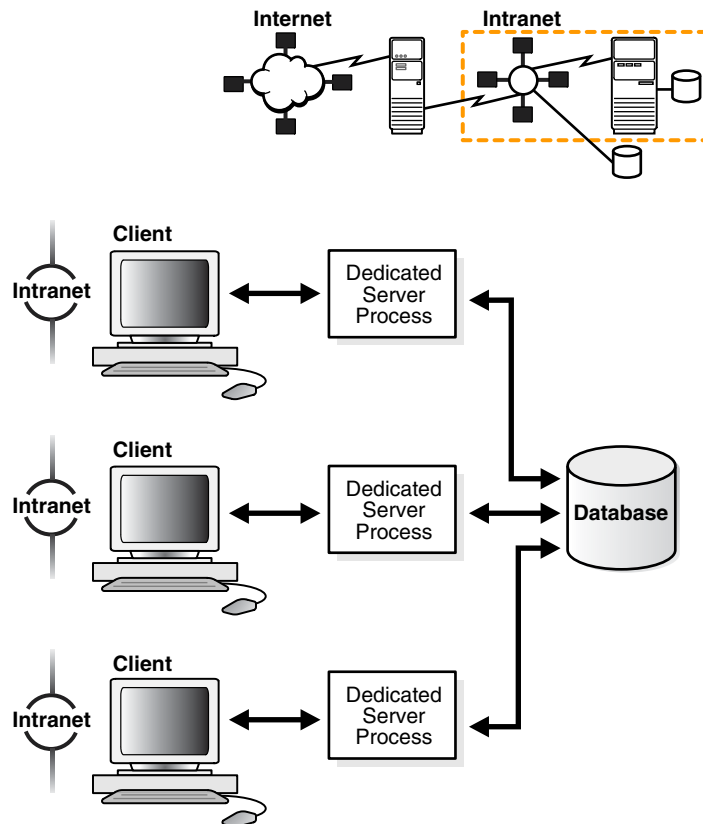 Internet
Intranet
Client
Intranet
Dedicated
Server
Process
Client
Intranet
Dedicated
Server
Process
Database
Client
Intranet
Dedicated
Server
Process